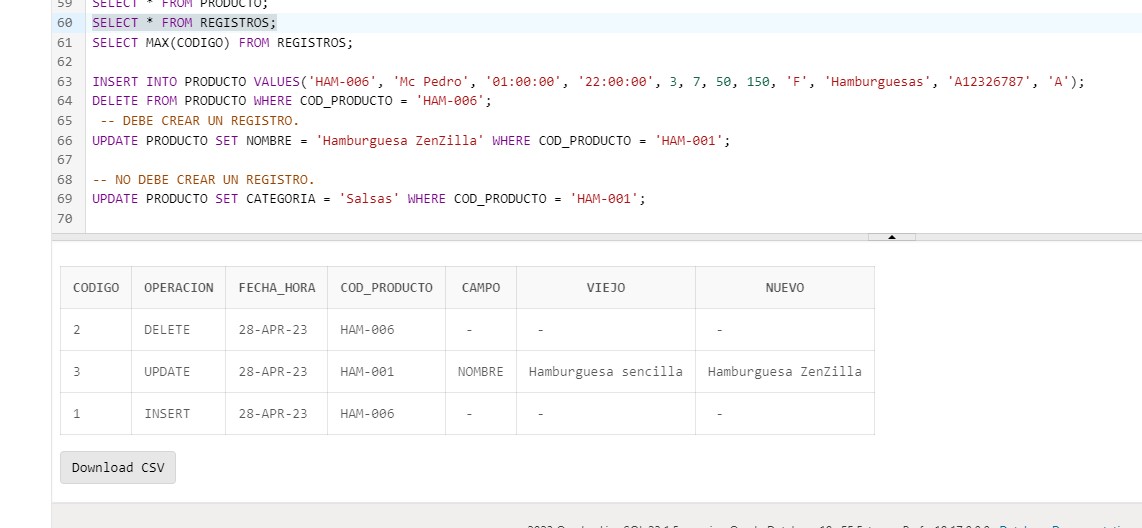 59 SELECT * FROM PRODUCTO;
60 SELECT * FROM REGISTROS;
61 SELECT MAX(CODIGO) FROM REGISTROS;
62
63 INSERT INTO PRODUCTO VALUES('HAM-006', 'Mc Pedro', '01:00:00', '22:00:00', 3, 7, 50, 150, 'F', 'Hamburguesas', 'A12326787', 'A');
64 DELETE FROM PRODUCTO WHERE COD_PRODUCTO = 'HAM-006';
65 -- DEBE CREAR UN REGISTRO.
66 UPDATE PRODUCTO SET NOMBRE = 'Hamburguesa ZenZilla' WHERE COD_PRODUCTO = 'HAM-001';
67
68 -- NO DEBE CREAR UN REGISTRO.
69 UPDATE PRODUCTO SET CATEGORIA = 'Salsas' WHERE COD_PRODUCTO = 'HAM-001';
70
CODIGO OPERACION FECHA_HORA COD_PRODUCTO CAMPO VIEJO NUEVO
2 DELETE 28-APR-23 HAM-006 - - -
3 UPDATE 28-APR-23 HAM-001 NOMBRE Hamburguesa sencilla Hamburguesa ZenZilla
1 INSERT 28-APR-23 HAM-006 - - -
Download CSV